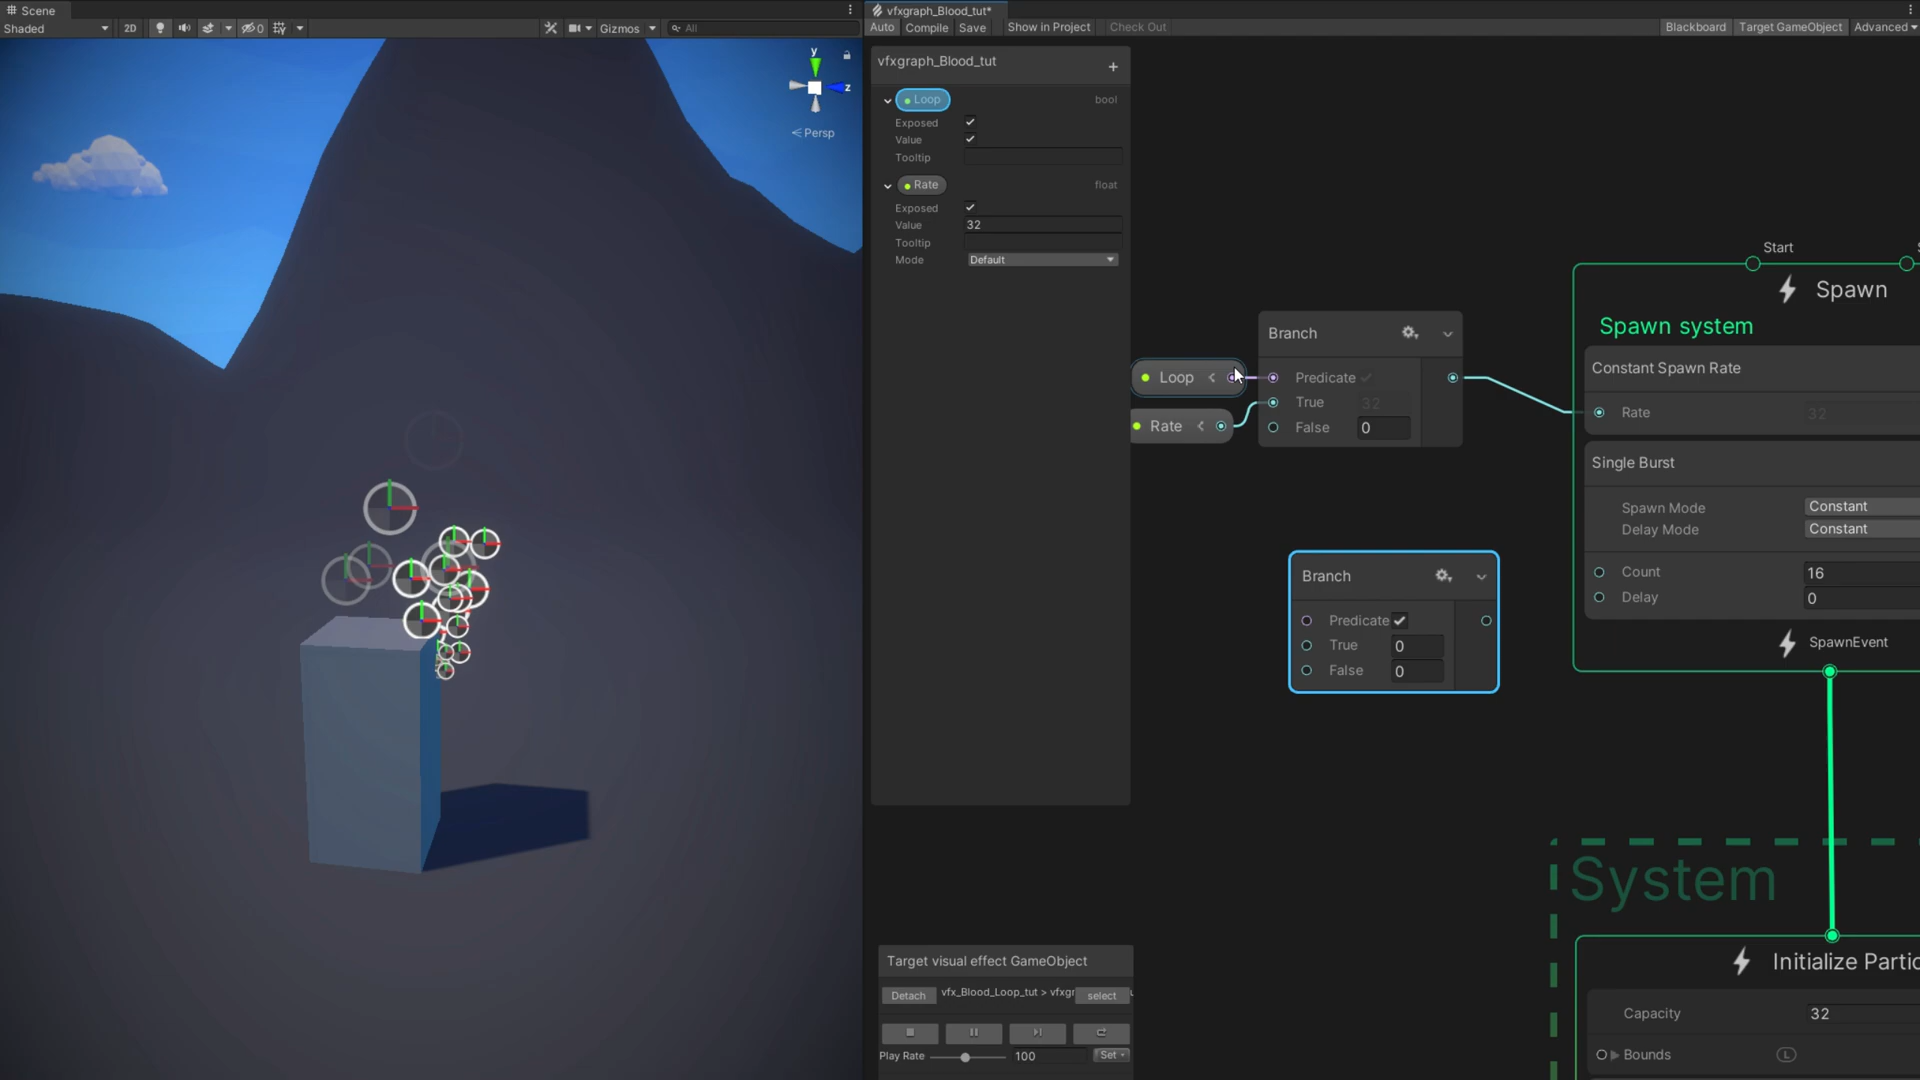 Scene
vfxgraph_Blood_tut*
Shaded
2D
0
Gizmos
All
Auto
Compile
Save
Show in Project
Check Out
Blackboard
Target GameObject
Advanced
y
z
Persp
vfxgraph_Blood_tut
+
Loop
bool
Exposed
Value
Tooltip
Rate
float
Exposed
Value
32
Tooltip
Mode
Default
Loop
Rate
Branch
Predicate
True
32
False
0
Branch
Predicate
True
0
False
0
Start
Spawn
Spawn system
Constant Spawn Rate
Rate
32
Single Burst
Spawn Mode
Constant
Delay Mode
Constant
Count
16
Delay
0
SpawnEvent
System
Initialize Partic
Capacity
32
Bounds
L
Target visual effect GameObject
Detach
vfx_Blood_Loop_tut > vfxgr
select
Play Rate
100
Set